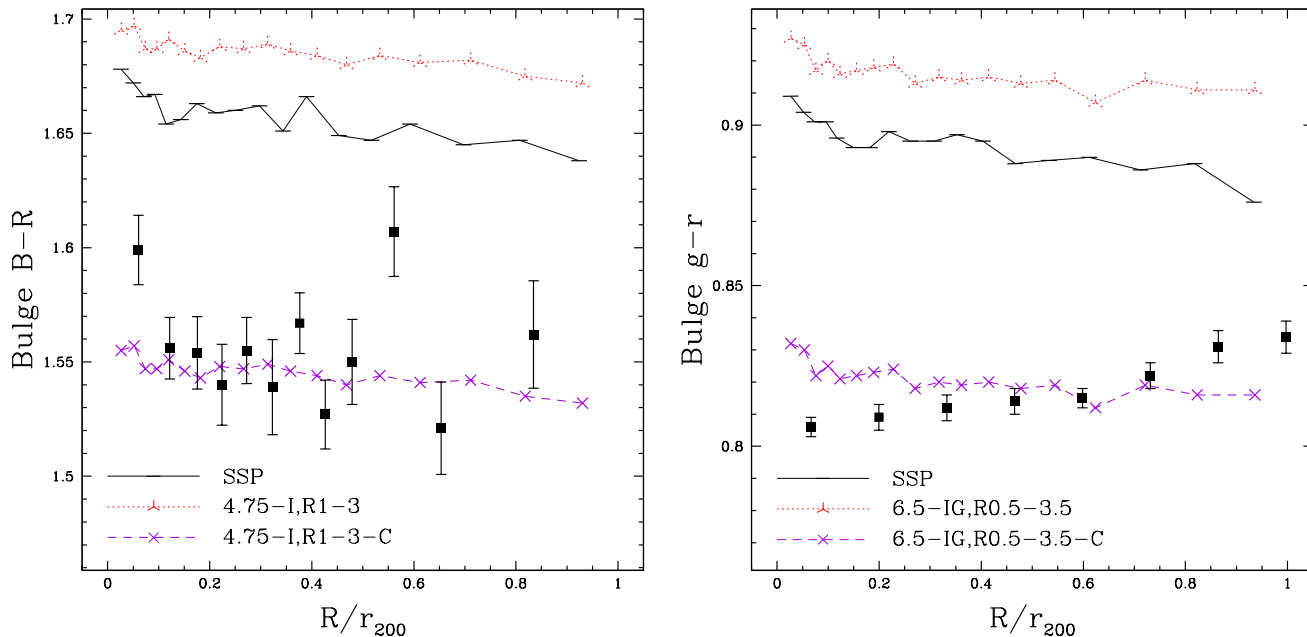 1.7
1.65
1.6
1.55
1.5
Bulge B-R
SSP
4.75-I,R1-3
4.75-I,R1-3-C
0 0.2 0.4 0.6 0.8 1
R/r200
0.9
0.85
0.8
Bulge g-r
SSP
6.5-IG,R0.5-3.5
6.5-IG,R0.5-3.5-C
0 0.2 0.4 0.6 0.8 1
R/r200